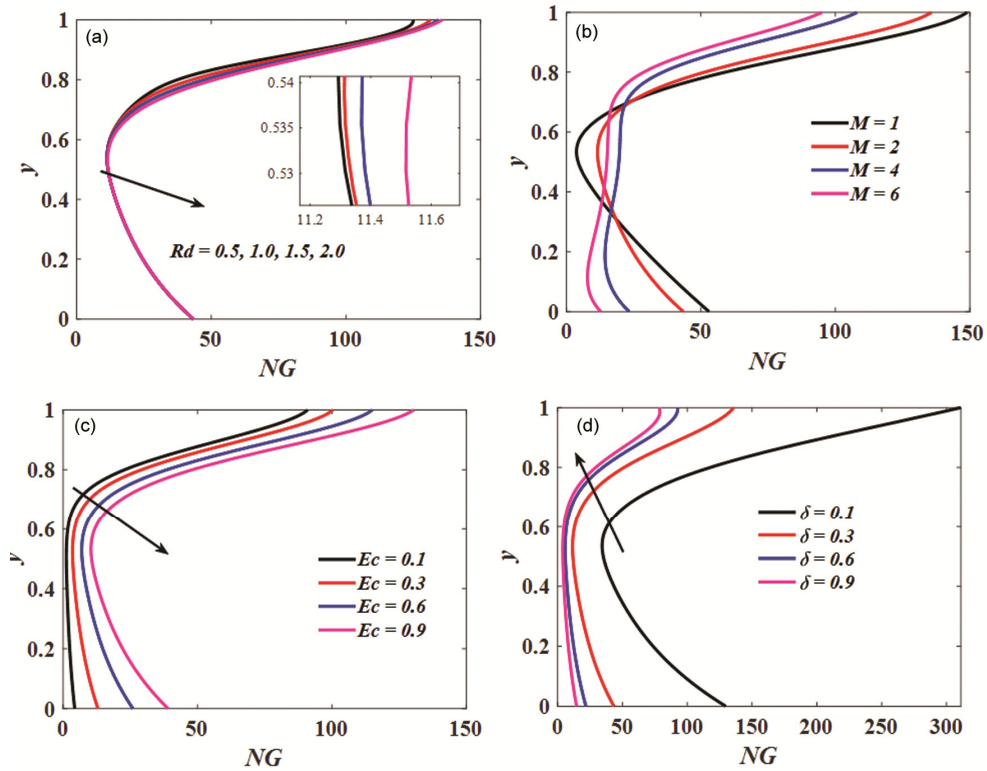 (a)
y
1
0.8
0.6
0.4
0.2
0
0.54
0.535
0.53
11.2 11.4 11.6
Rd = 0.5, 1.0, 1.5, 2.0
0 50 100 150
NG
(b)
y
1
0.8
0.6
0.4
0.2
0
M = 1
M = 2
M = 4
M = 6
0 50 100 150
NG
(c)
y
1
0.8
0.6
0.4
0.2
0
Ec = 0.1
Ec = 0.3
Ec = 0.6
Ec = 0.9
0 50 100 150
NG
(d)
y
1
0.8
0.6
0.4
0.2
0
δ = 0.1
δ = 0.3
δ = 0.6
δ = 0.9
0 50 100 150 200 250 300
NG